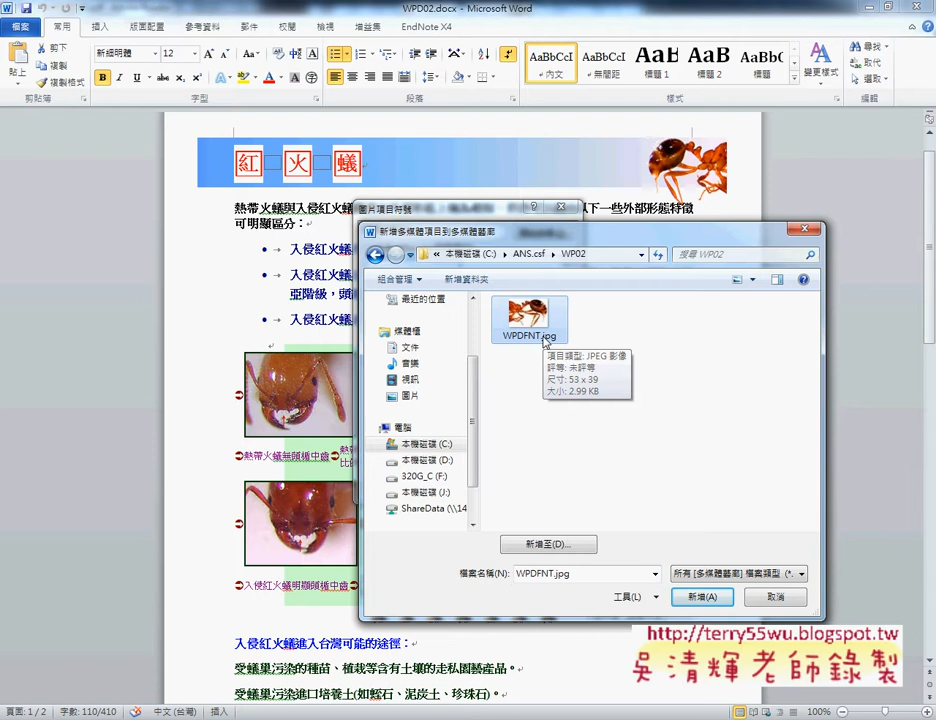 WPD02.docx - Microsoft Word
檔案 常用 插入 版面配置 參考資料 郵件 校閱 檢視 增益集 EndNote X4
貼上 剪下 複製 複製格式 剪貼簿
新細明體 12 字型
段落
AaBbCcI 內文 AaBbCcI 無間距 AaB 標題 1 AaB 標題 2 AaBb( 標題 變更樣式 樣式
尋找 取代 選取 編輯
紅 火 蟻
熱帶火蟻與入侵紅火蟻 以下一些外部形態特徵
可明顯區分：
入侵紅火蟻
入侵紅火蟻
亞階級，頭
入侵紅火蟻
熱帶火蟻無頭楯中齒
入侵紅火蟻明顯頭楯中齒
入侵紅火蟻進入台灣可能的途徑：
受蟻巢污染的種苗、植栽等含有土壤的走私園藝產品。
受蟻巢污染進口培養土(如蛭石、泥炭土、珍珠石)。
圖片項目符號
新增多媒體項目到多媒體藝廊
本機磁碟 (C:) ANS.csf WP02 搜尋 WP02
組合管理 新增資料夾
最近的位置
媒體櫃
文件
音樂
視訊
圖片
電腦
本機磁碟 (C:)
本機磁碟 (D:)
320G_C (F:)
本機磁碟 (J:)
ShareData (\\14
WPDFNT.jpg
項目類型: JPEG 影像
評等: 未評等
尺寸: 53 x 39
大小: 2.99 KB
新增至(D)...
檔案名稱(N): WPDFNT.jpg 所有 [多媒體藝廊] 檔案類型 (*.
工具(L) 新增(A) 取消
http://terry55wu.blogspot.tw
吳清輝老師錄製
頁面: 1 / 2 字數: 110/410 中文 (台灣) 插入 100%